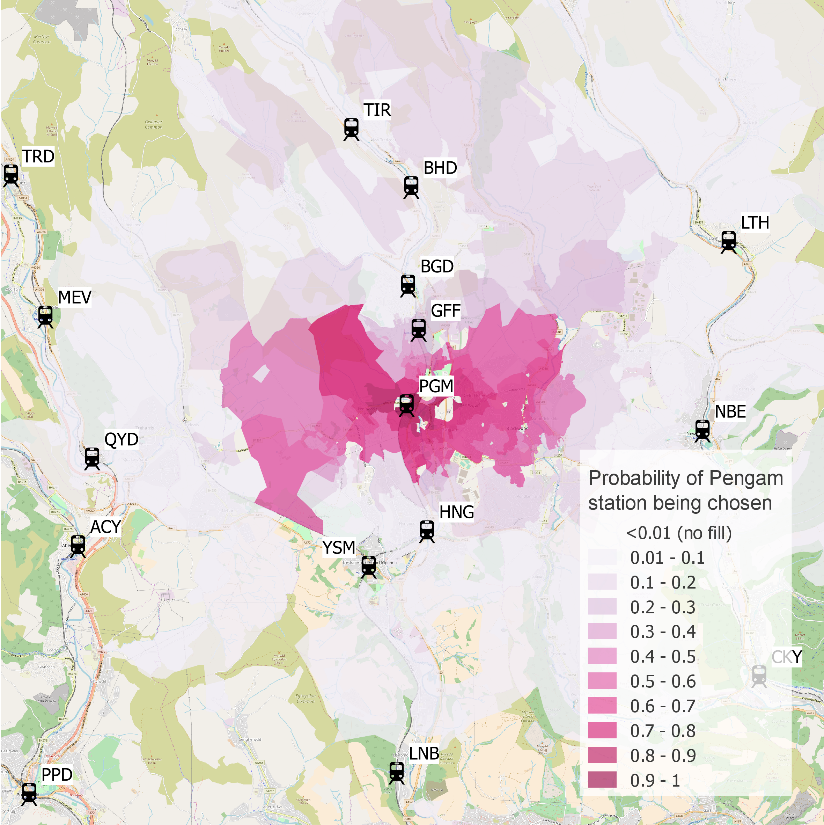 TIR
TRD
BHD
LTH
BGD
MEV
GFF
PGM
NBE
QYD
HNG
ACY
YSM
Probability of Pengam
station being chosen
<0.01 (no fill)
0.01 - 0.1
0.1 - 0.2
0.2 - 0.3
0.3 - 0.4
0.4 - 0.5
0.5 - 0.6
0.6 - 0.7
0.7 - 0.8
0.8 - 0.9
0.9 - 1
CKY
LNB
PPD